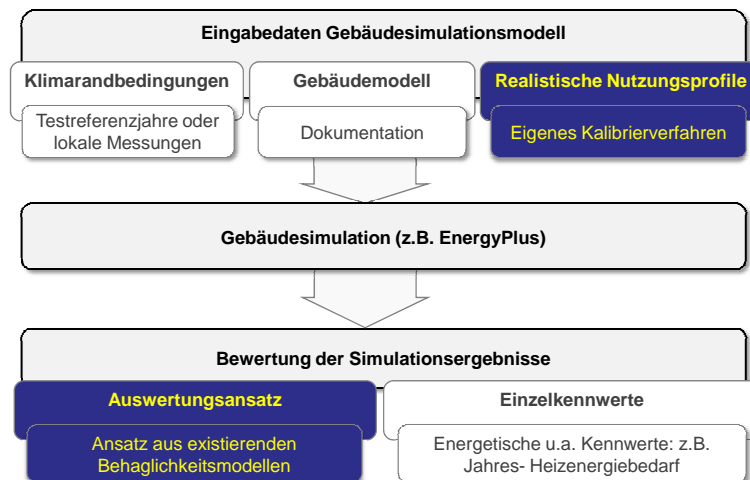 Eingabedaten Gebäudesimulationsmodell
Klimarandbedingungen
Testreferenzjahre oder
lokale Messungen
Gebäudemodell
Dokumentation
Realistische Nutzungsprofile
Eigenes Kalibrierverfahren
Gebäudesimulation (z.B. EnergyPlus)
Bewertung der Simulationsergebnisse
Auswertungsansatz
Ansatz aus existierenden
Behaglichkeitsmodellen
Einzelkennwerte
Energetische u.a. Kennwerte: z.B.
Jahres- Heizenergiebedarf